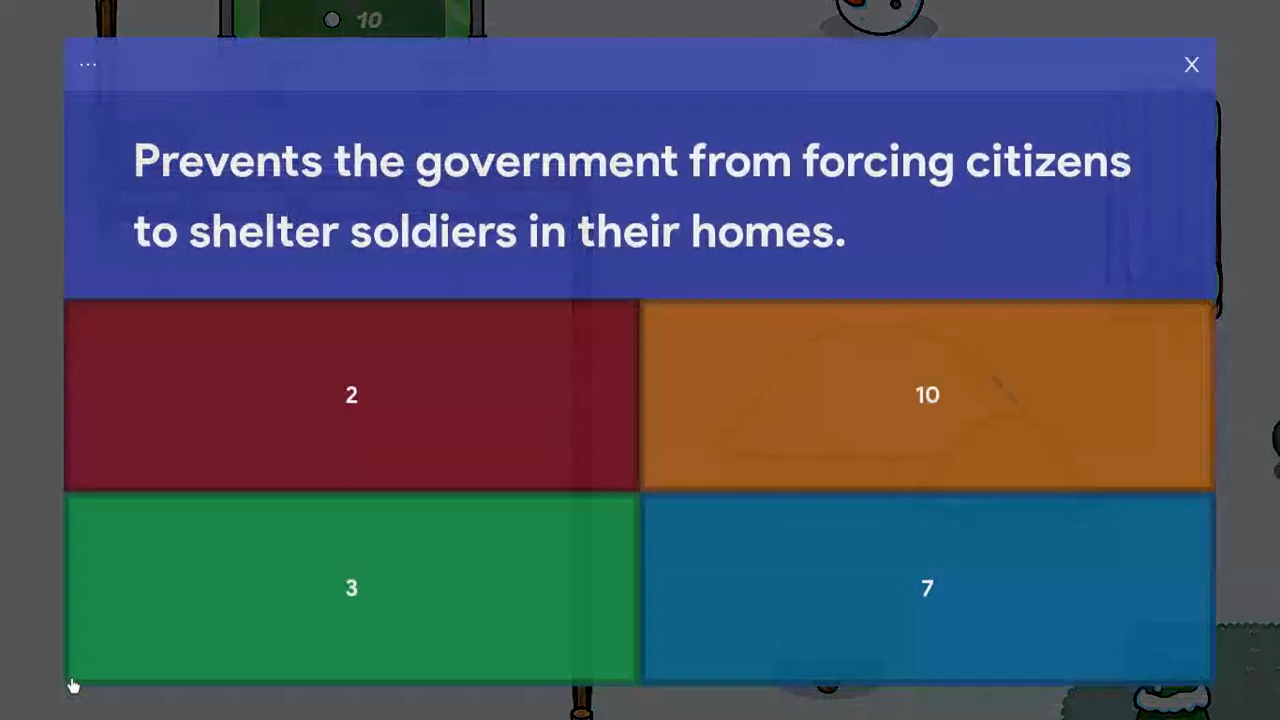 10
...
X
Prevents the government from forcing citizens
to shelter soldiers in their homes.
2
10
3
7